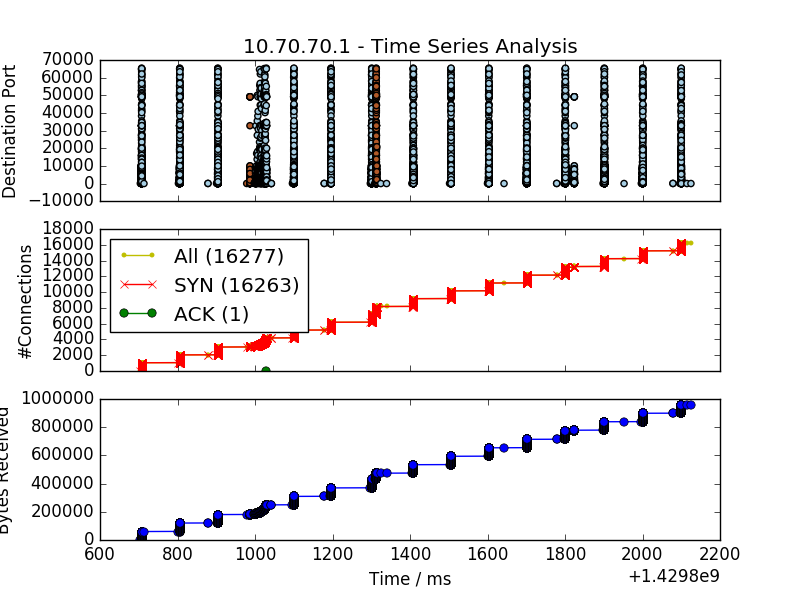 10.70.70.1 - Time Series Analysis
70000
60000
50000
40000
30000
20000
10000
0
−10000
Destination Port
18000
16000
14000
12000
10000
8000
6000
4000
2000
0
#Connections
All (16277)
SYN (16263)
ACK (1)
1000000
800000
600000
400000
200000
0
Bytes Received
600 800 1000 1200 1400 1600 1800 2000 2200
Time / ms
+1.4298e9